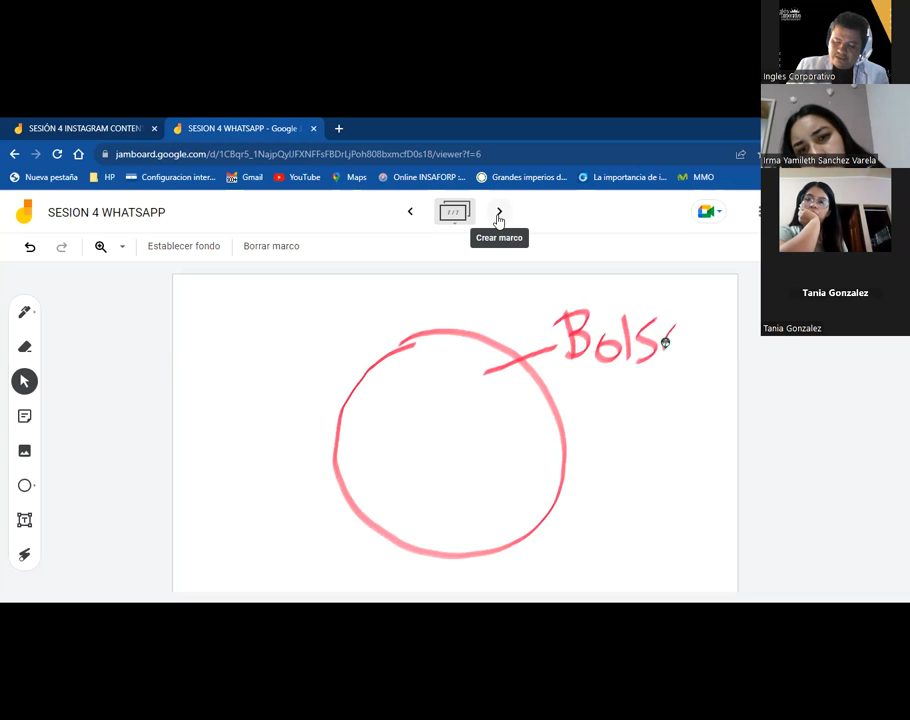 Ingles Corporativo
Irma Yamileth Sanchez Varela
Tania Gonzalez
Tania Gonzalez
SESIÓN 4 INSTAGRAM CONTEN
SESION 4 WHATSAPP - Google
jamboard.google.com/d/1CBqr5_1NajpQyUFXNFFsFBDrLjPoh808bxmcfD0s18/viewer?f=6
Nueva pestaña
HP
Configuracion inter...
Gmail
YouTube
Maps
Online INSAFORP :...
Grandes imperios d...
La importancia de i...
MMO
SESION 4 WHATSAPP
7 / 7
Crear marco
Establecer fondo
Borrar marco
Bols